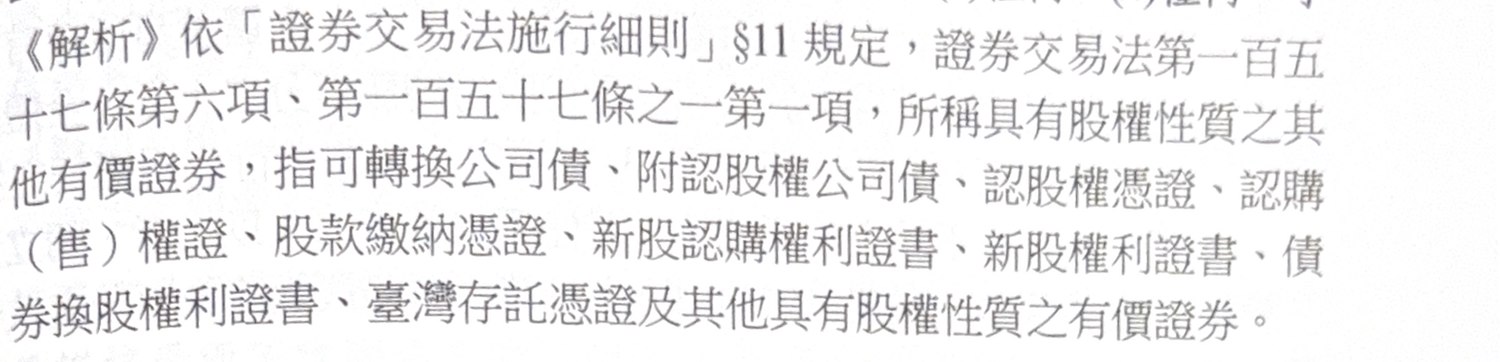 《解析》依「證券交易法施行細則」§11 規定，證券交易法第一百五
十七條第六項、第一百五十七條之一第一項，所稱具有股權性質之其
他有價證券，指可轉換公司債、附認股權公司債、認股權憑證、認購
（售）權證、股款繳納憑證、新股認購權利證書、新股權利證書、債
券換股權利證書、臺灣存託憑證及其他具有股權性質之有價證券。